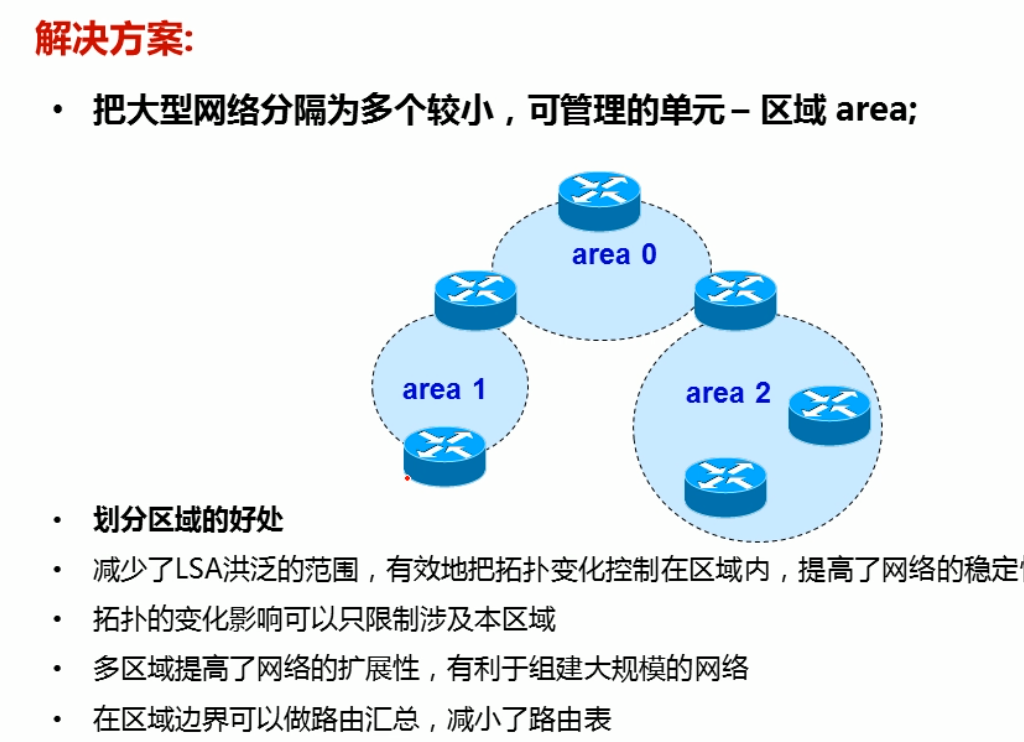 解决方案:
• 把大型网络分隔为多个较小，可管理的单元 – 区域 area;
area 0
area 1
area 2
• 划分区域的好处
• 减少了LSA洪泛的范围，有效地把拓扑变化控制在区域内，提高了网络的稳定
• 拓扑的变化影响可以只限制涉及本区域
• 多区域提高了网络的扩展性，有利于组建大规模的网络
• 在区域边界可以做路由汇总，减小了路由表